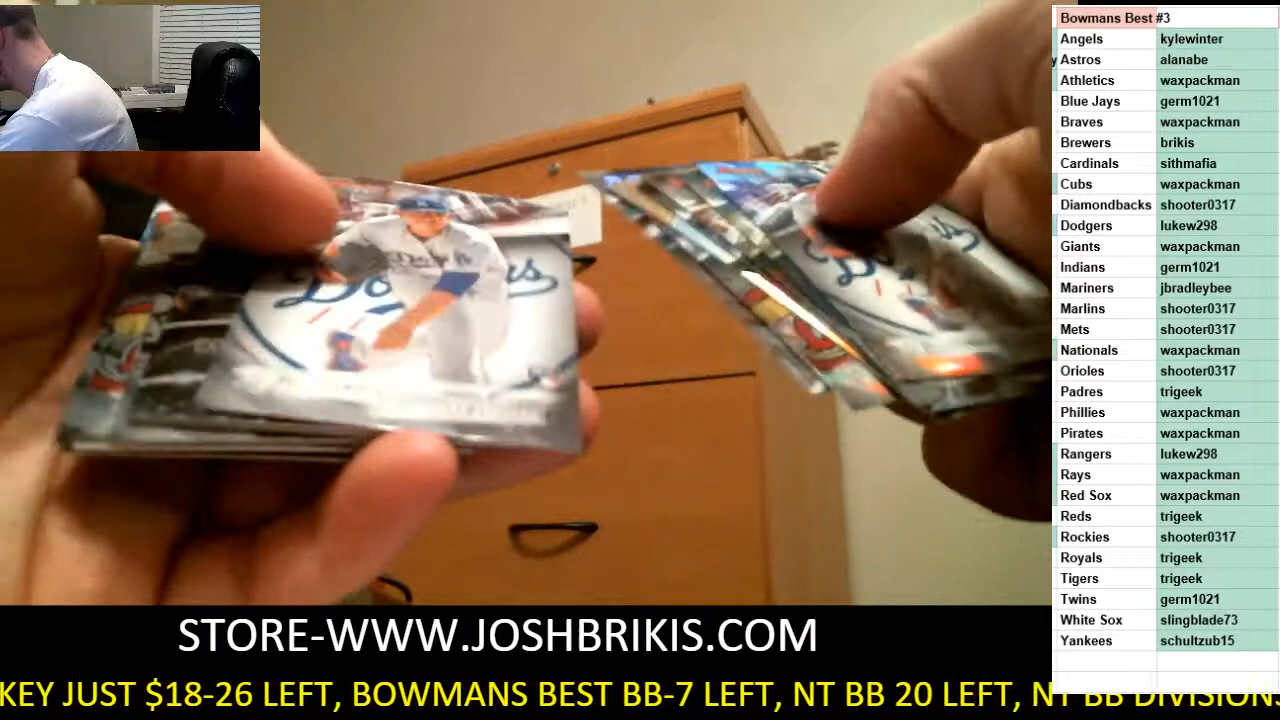 Bowmans Best #3
Angels kylewinter
Astros alanabe
Athletics waxpackman
Blue Jays germ1021
Braves waxpackman
Brewers brikis
Cardinals sithmafia
Cubs waxpackman
Diamondbacks shooter0317
Dodgers lukew298
Giants waxpackman
Indians germ1021
Mariners jbradleybee
Marlins shooter0317
Mets shooter0317
Nationals waxpackman
Orioles shooter0317
Padres trigeek
Phillies waxpackman
Pirates waxpackman
Rangers lukew298
Rays waxpackman
Red Sox waxpackman
Reds trigeek
Rockies shooter0317
Royals trigeek
Tigers trigeek
Twins germ1021
White Sox slingblade73
Yankees schultzub15
STORE-WWW.JOSHBRIKIS.COM
KEY JUST $18-26 LEFT, BOWMANS BEST BB-7 LEFT, NT BB 20 LEFT, NT BB DIVISION